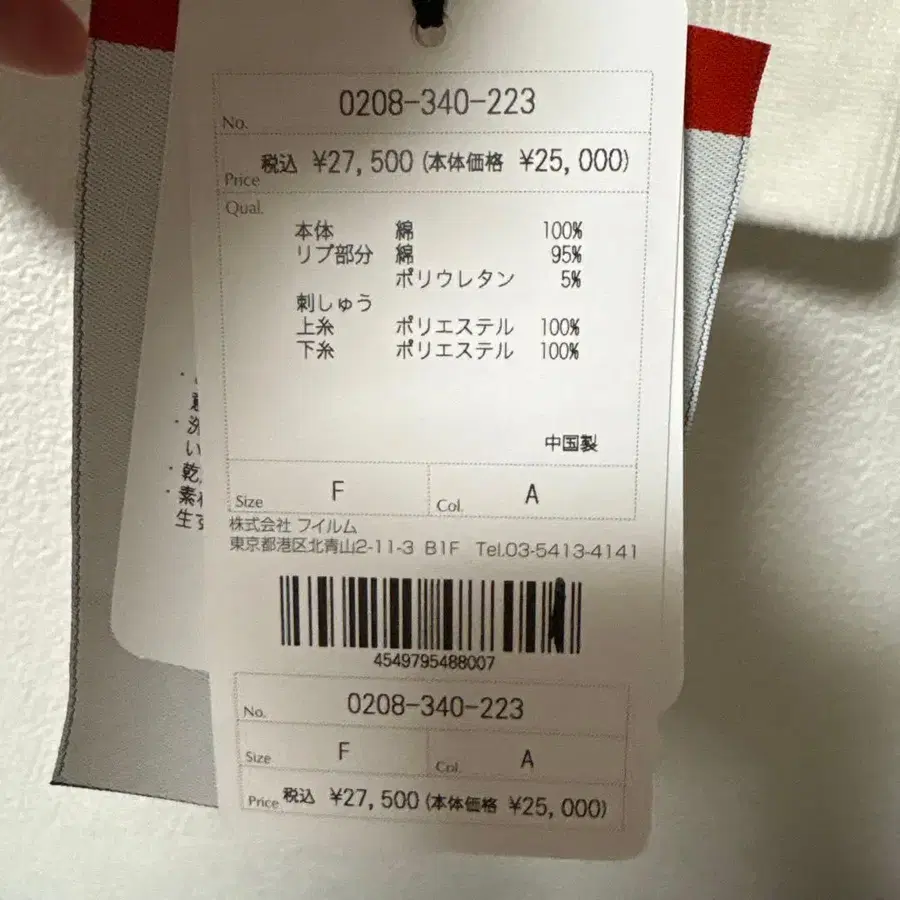 No. 0208-340-223
Price 税込 ¥27,500 (本体価格 ¥25,000)
Qual.
本体 綿 100%
リブ部分 綿 95%
ポリウレタン 5%
刺しゅう
上糸 ポリエステル 100%
下糸 ポリエステル 100%
中国製
Size F Col. A
株式会社 フイルム
東京都港区北青山2-11-3 B1F Tel.03-5413-4141
4549795488007
No. 0208-340-223
Size F Col. A
Price 税込 ¥27,500 (本体価格 ¥25,000)
い
・乾
・素
生す